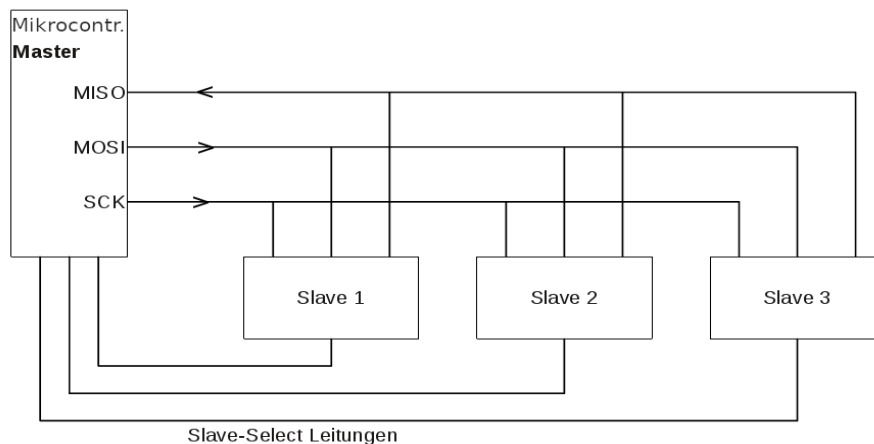 Mikrocontr.
Master
MISO
MOSI
SCK
Slave 1
Slave 2
Slave 3
Slave-Select Leitungen